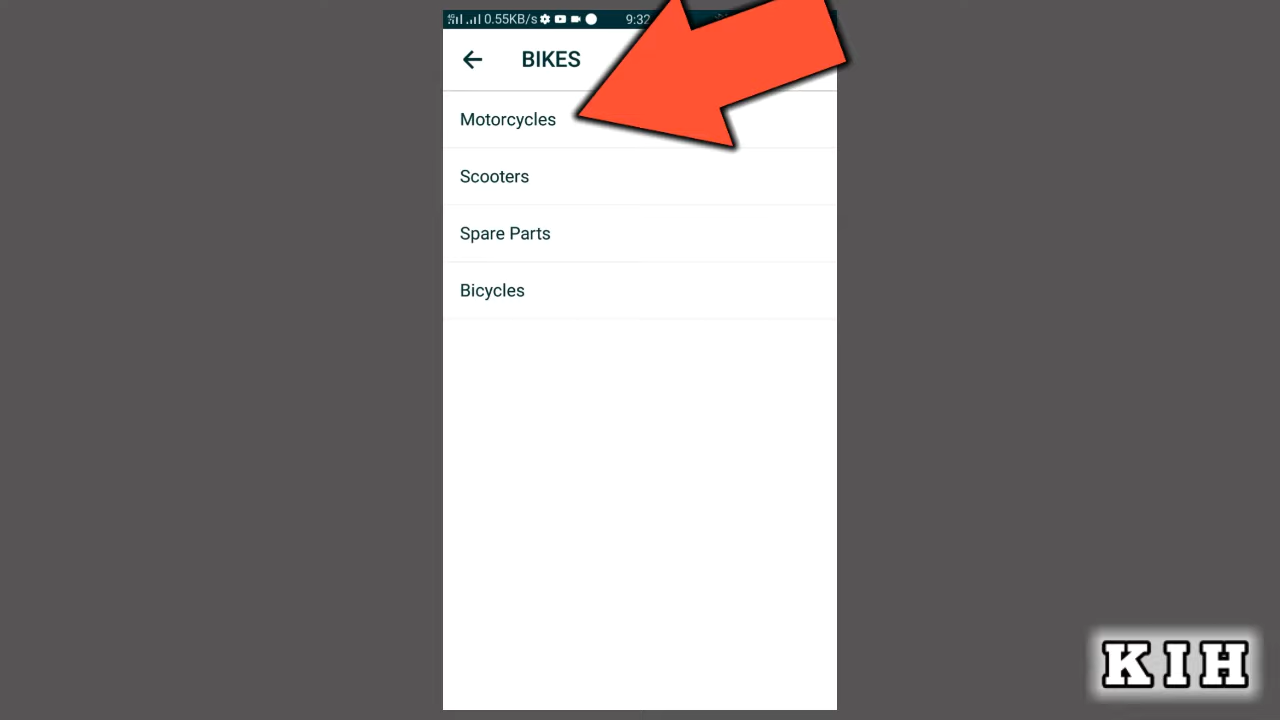 0.55KB/s 9:32
BIKES
Motorcycles
Scooters
Spare Parts
Bicycles
KIH